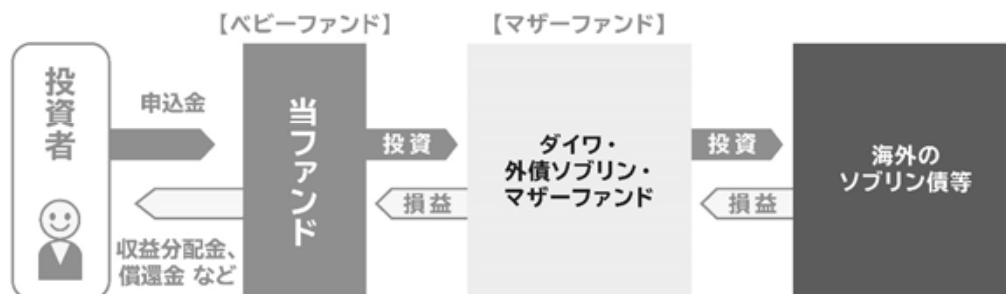 【ベビーファンド】
【マザーファンド】
投資者
申込金
収益分配金、
償還金 など
当ファンド
投資
損益
ダイワ・
外債ソブリン・
マザーファンド
投資
損益
海外の
ソブリン債等